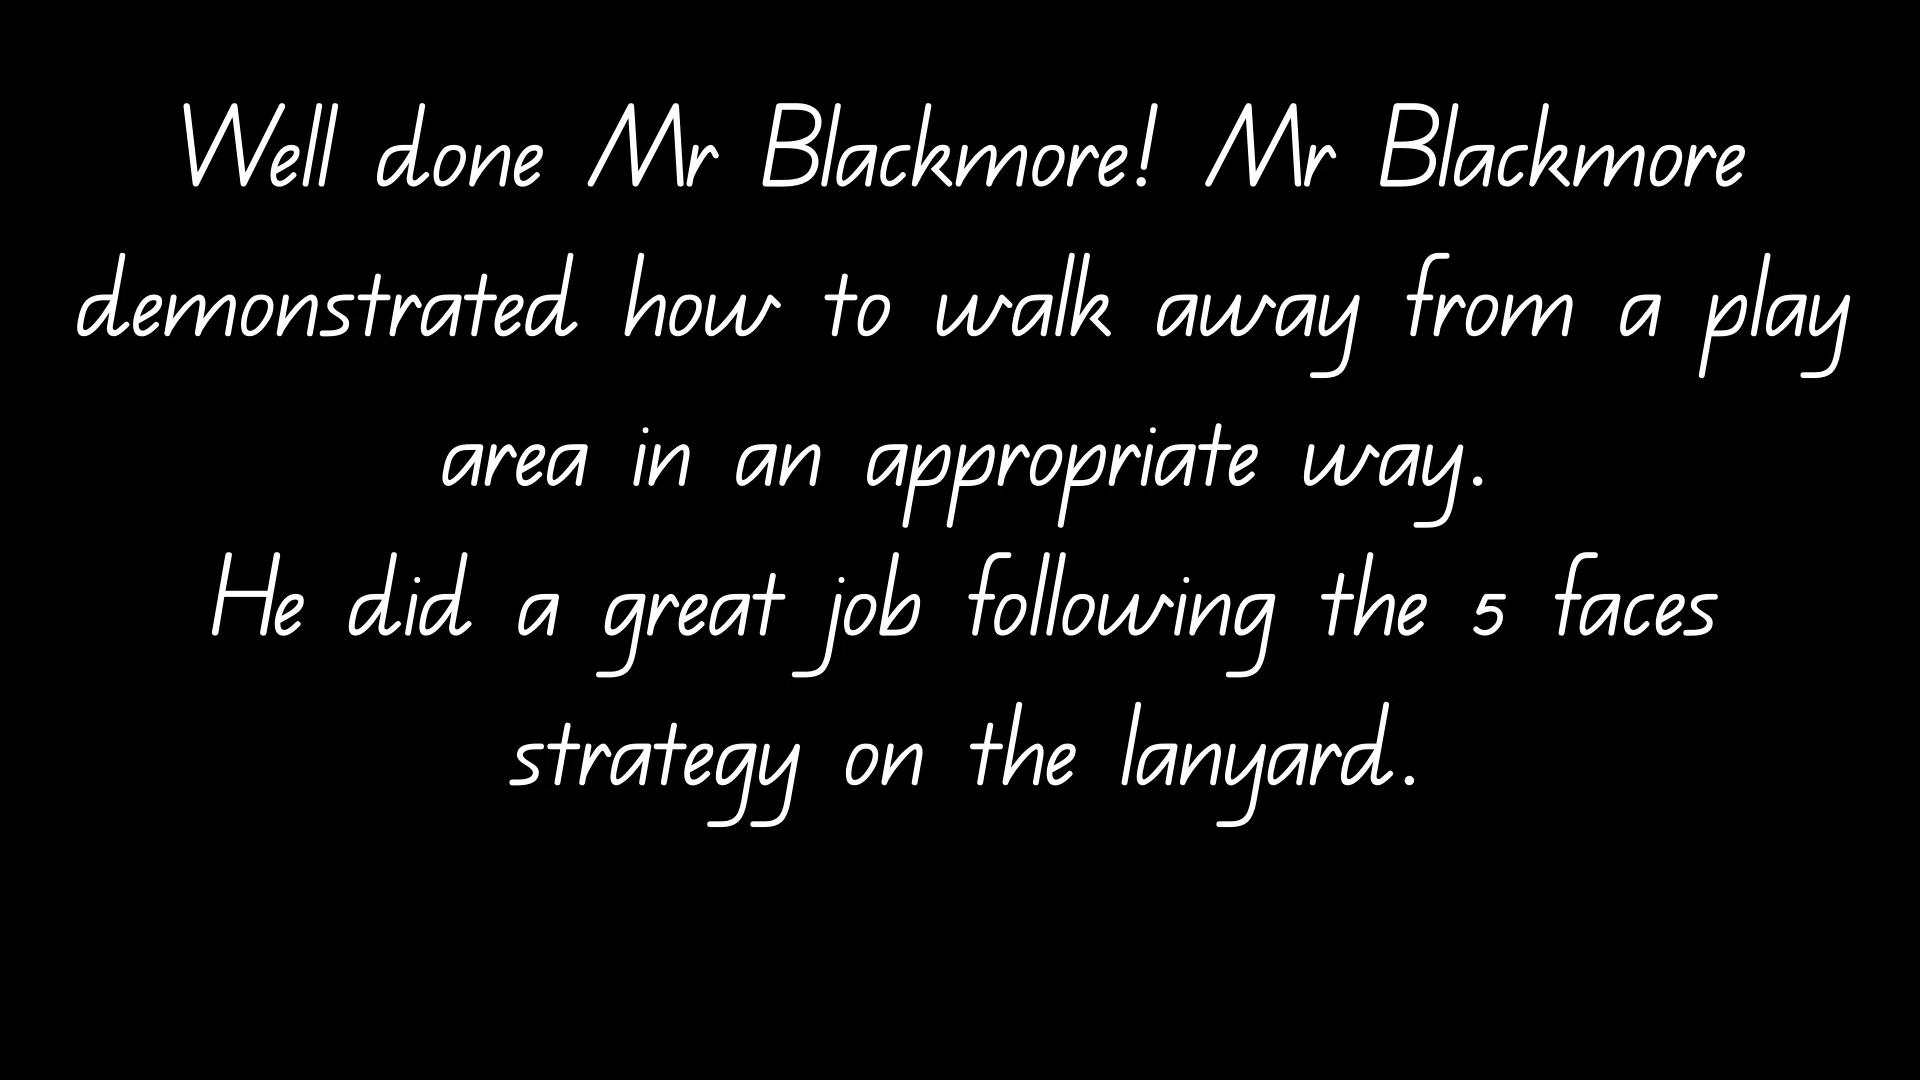 Well done Mr Blackmore! Mr Blackmore
demonstrated how to walk away from a play
area in an appropriate way.
He did a great job following the 5 faces
strategy on the lanyard.